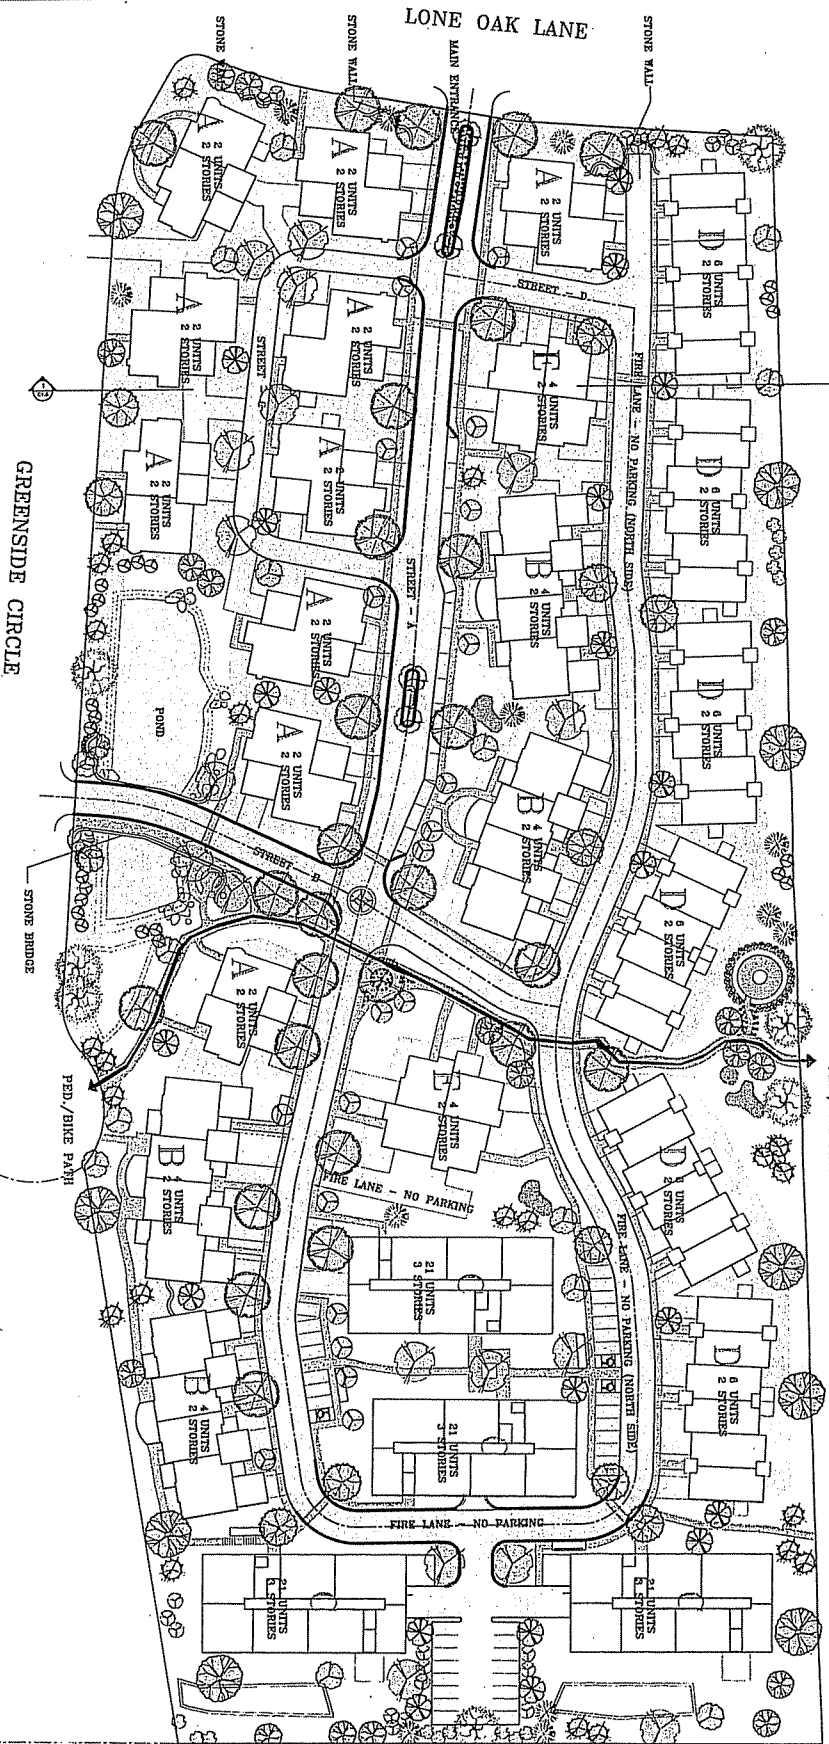 LONE OAK LANE
STONE WALL
STONE WALL
MAIN ENTRANCE
STONE WALL
A
2 UNITS
2 STORIES
A
2 UNITS
2 STORIES
A
2 UNITS
2 STORIES
D
6 UNITS
2 STORIES
STREET - D
A
2 UNITS
2 STORIES
A
2 UNITS
2 STORIES
STREET
E
4 UNITS
2 STORIES
FIRE LANE - NO PARKING (NORTH SIDE)
D
6 UNITS
2 STORIES
A
2 UNITS
2 STORIES
A
2 UNITS
2 STORIES
GREENSIDE CIRCLE
STREET - A
B
4 UNITS
2 STORIES
A
2 UNITS
2 STORIES
D
6 UNITS
2 STORIES
POND
A
2 UNITS
2 STORIES
B
4 UNITS
2 STORIES
STREET - B
D
6 UNITS
2 STORIES
STONE BRIDGE
A
2 UNITS
2 STORIES
E
4 UNITS
2 STORIES
PED./BIKE PATH
B
4 UNITS
2 STORIES
FIRE LANE - NO PARKING
D
6 UNITS
2 STORIES
21 UNITS
3 STORIES
FIRE LANE - NO PARKING (NORTH SIDE)
B
4 UNITS
2 STORIES
D
6 UNITS
2 STORIES
21 UNITS
3 STORIES
FIRE LANE - NO PARKING
21 UNITS
3 STORIES
21 UNITS
3 STORIES